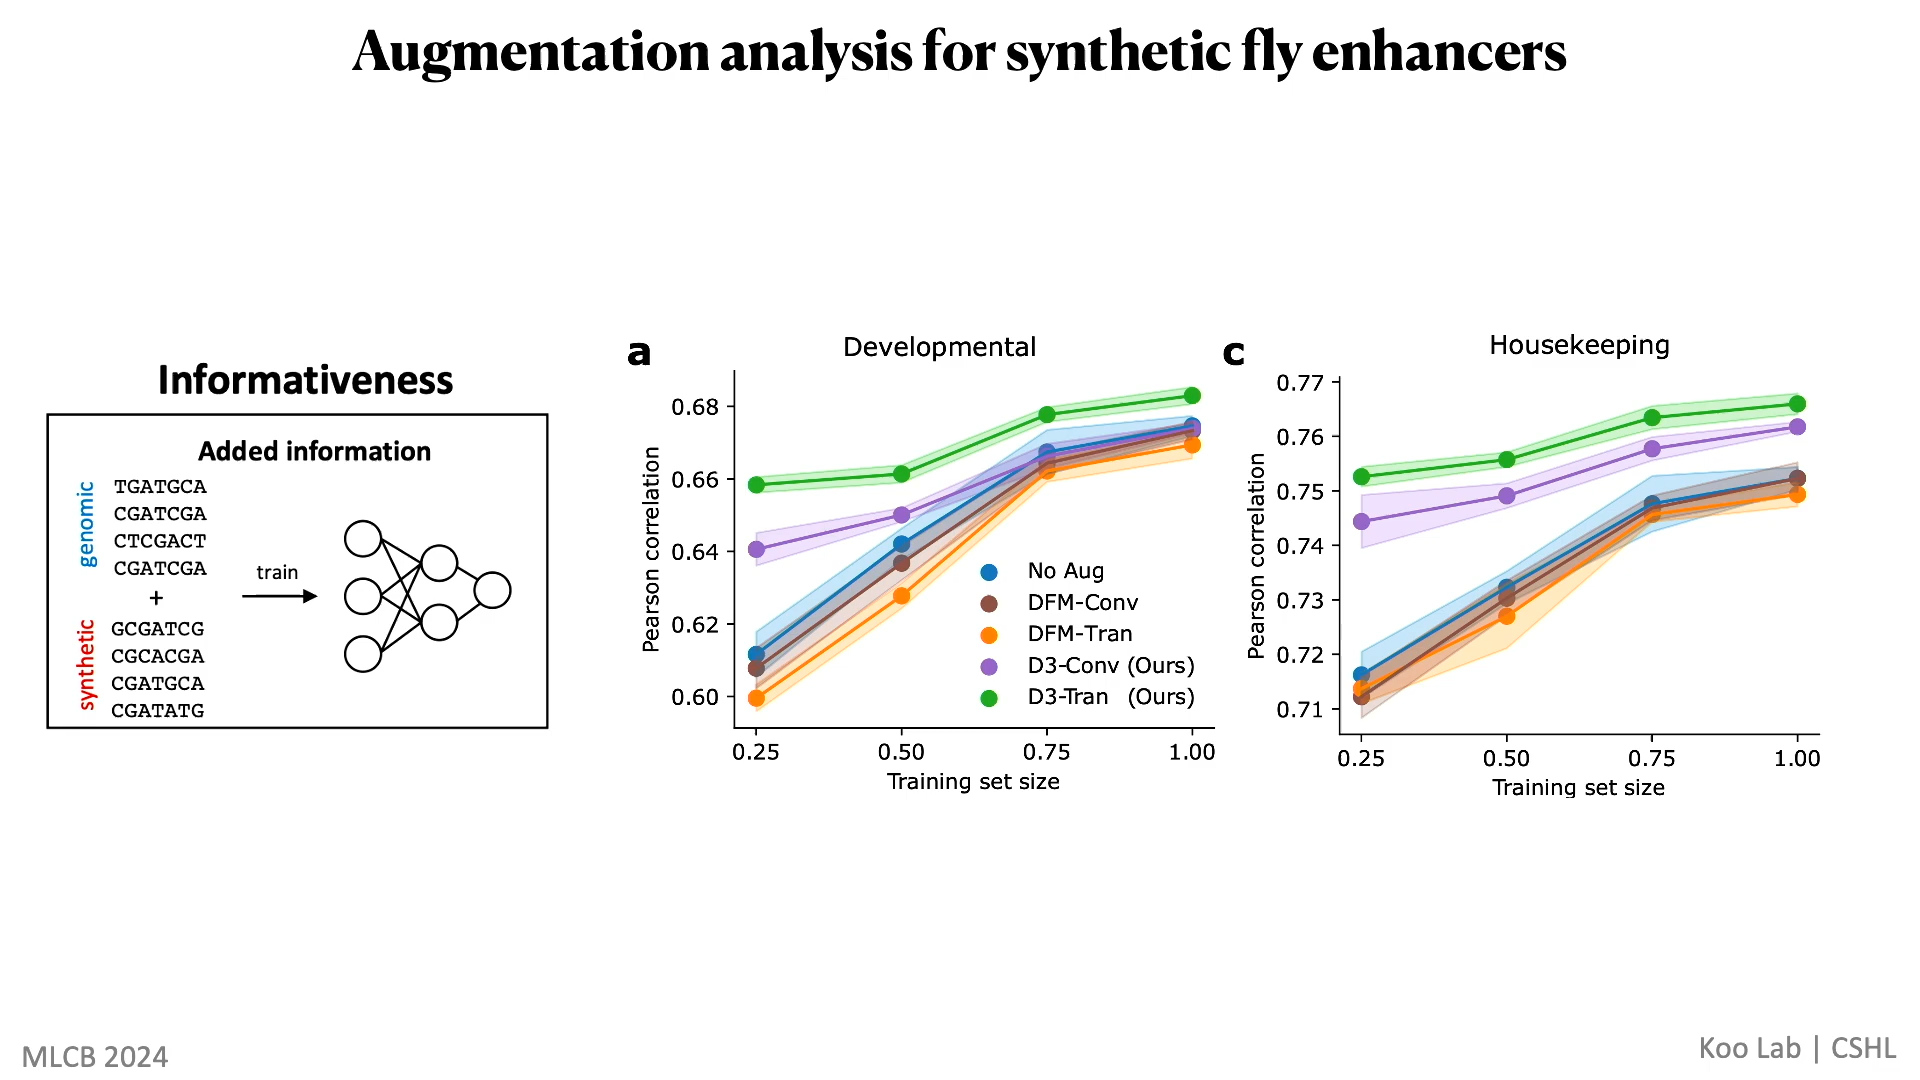 Augmentation analysis for synthetic fly enhancers
Informativeness
Added information
genomic
TGATGCA
CGATCGA
CTCGACT
CGATCGA
+
synthetic
GCGATCG
CGCACGA
CGATGCA
CGATATG
train
a
Developmental
Pearson correlation
0.68
0.66
0.64
0.62
0.60
0.25 0.50 0.75 1.00
Training set size
No Aug
DFM-Conv
DFM-Tran
D3-Conv (Ours)
D3-Tran (Ours)
c
Housekeeping
Pearson correlation
0.77
0.76
0.75
0.74
0.73
0.72
0.71
0.25 0.50 0.75 1.00
Training set size
MLCB 2024
Koo Lab | CSHL